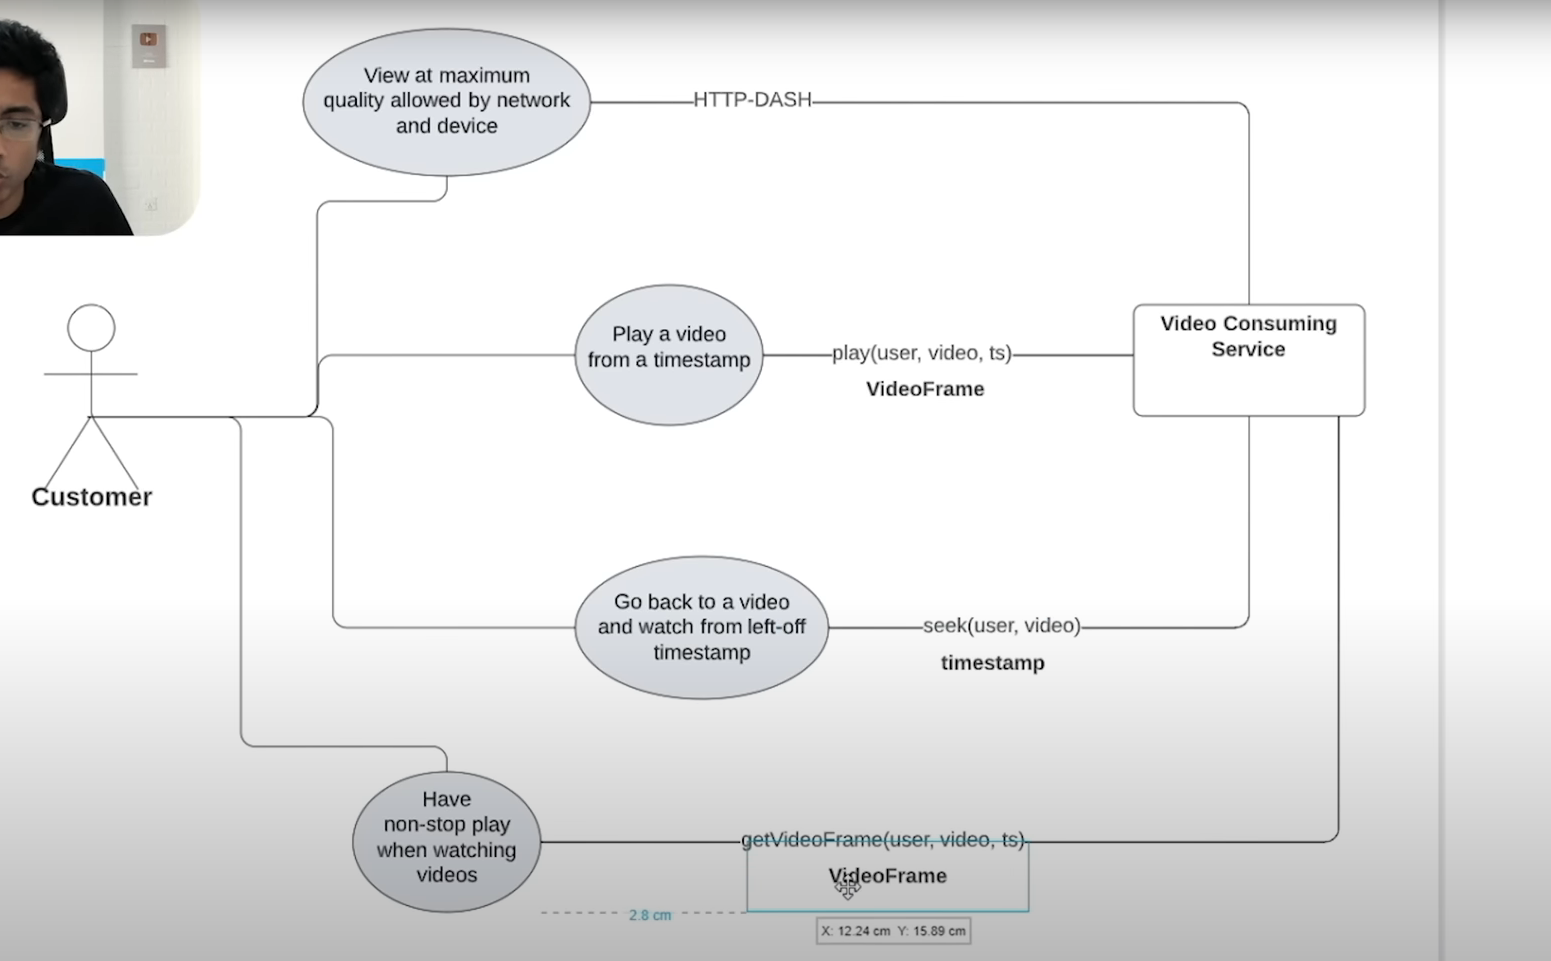 View at maximum
quality allowed by network
and device
HTTP-DASH
Play a video
from a timestamp
play(user, video, ts)
VideoFrame
Video Consuming
Service
Customer
Go back to a video
and watch from left-off
timestamp
seek(user, video)
timestamp
Have
non-stop play
when watching
videos
getVideoFrame(user, video, ts)
VideoFrame
2.8 cm
X: 12.24 cm Y: 15.89 cm